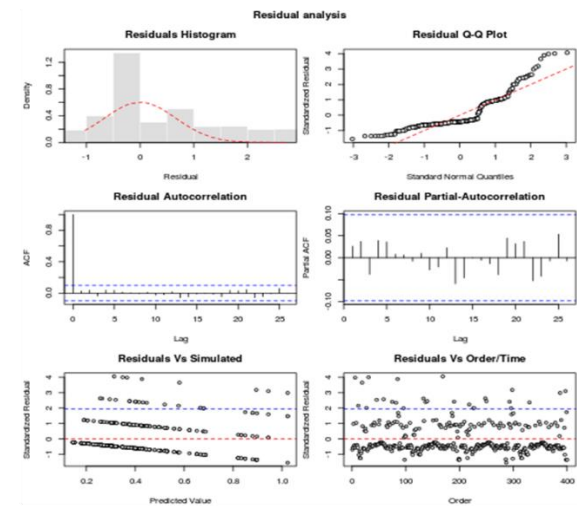 Residual analysis
Residuals Histogram
Density
0.0 0.4 0.8 1.2
-1 0 1 2
Residual
Residual Q-Q Plot
Standardized Residual
-1 0 1 2 3 4
-3 -2 -1 0 1 2 3
Standard Normal Quantiles
Residual Autocorrelation
ACF
0.0 0.4 0.8
0 5 10 15 20 25
Lag
Residual Partial-Autocorrelation
Partial ACF
-0.10 0.00 0.05 0.10
0 5 10 15 20 25
Lag
Residuals Vs Simulated
Standardized Residual
-1 0 1 2 3 4
0.2 0.4 0.6 0.8 1.0
Predicted Value
Residuals Vs Order/Time
Standardized Residual
-1 0 1 2 3 4
0 100 200 300 400
Order